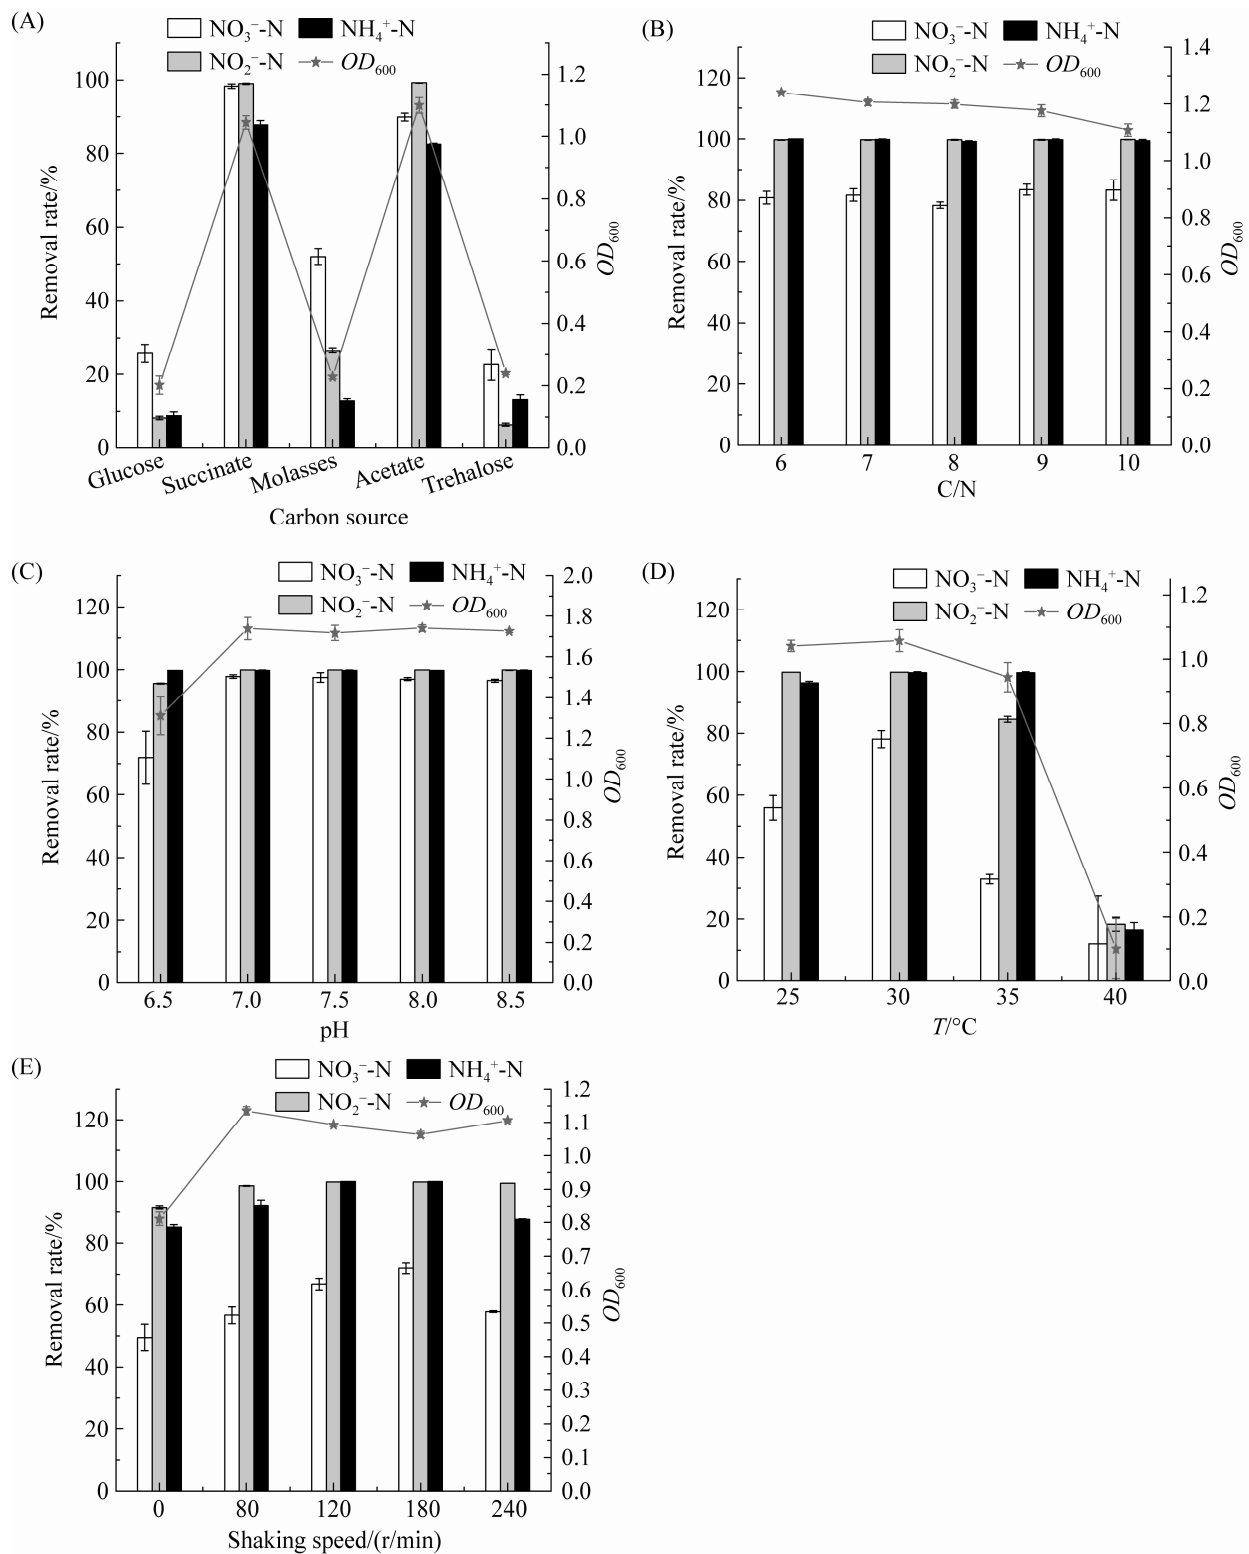 (A)
NO₃⁻-N NH₄⁺-N
NO₂⁻-N OD₆₀₀
100
80
60
40
20
0
1.2
1.0
0.8
0.6
0.4
0.2
0.0
Removal rate/%
OD₆₀₀
Glucose Succinate Molasses Acetate Trehalose
Carbon source
(B)
NO₃⁻-N NH₄⁺-N
NO₂⁻-N OD₆₀₀
120
100
80
60
40
20
0
1.4
1.2
1.0
0.8
0.6
0.4
0.2
0.0
Removal rate/%
OD₆₀₀
6 7 8 9 10
C/N
(C)
NO₃⁻-N NH₄⁺-N
NO₂⁻-N OD₆₀₀
120
100
80
60
40
20
0
2.0
1.8
1.6
1.5
1.4
1.2
1.0
0.8
0.6
0.4
0.2
0.0
Removal rate/%
OD₆₀₀
6.5 7.0 7.5 8.0 8.5
pH
(D)
NO₃⁻-N NH₄⁺-N
NO₂⁻-N OD₆₀₀
120
100
80
60
40
20
0
1.2
1.0
0.8
0.6
0.4
0.2
0.0
Removal rate/%
OD₆₀₀
25 30 35 40
T/°C
(E)
NO₃⁻-N NH₄⁺-N
NO₂⁻-N OD₆₀₀
120
100
80
60
40
20
0
1.2
1.1
1.0
0.9
0.8
0.7
0.6
0.5
0.4
0.3
0.2
0.1
0.0
Removal rate/%
OD₆₀₀
0 80 120 180 240
Shaking speed/(r/min)